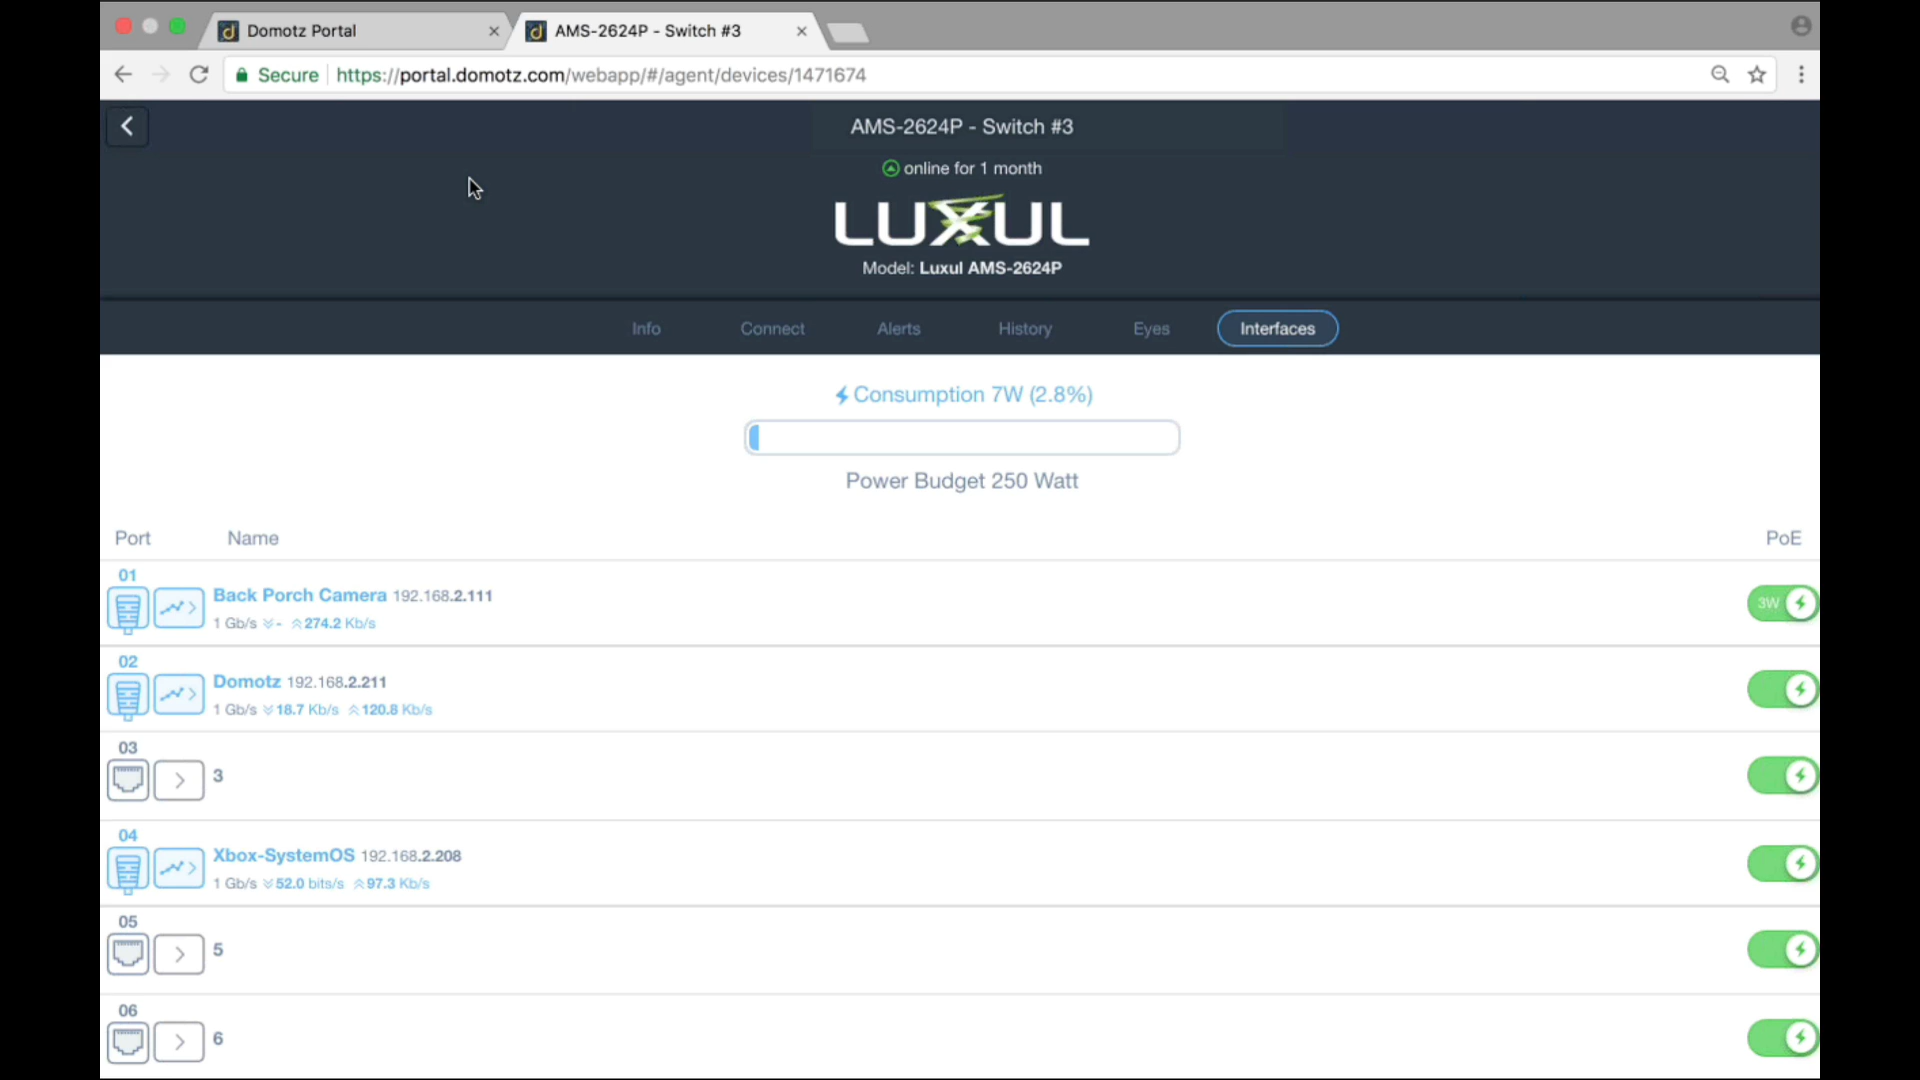 Domotz Portal
AMS-2624P - Switch #3
Secure
https://portal.domotz.com/webapp/#/agent/devices/1471674
AMS-2624P - Switch #3
online for 1 month
LUXUL
Model: Luxul AMS-2624P
Info Connect Alerts History Eyes Interfaces
Consumption 7W (2.8%)
Power Budget 250 Watt
Port Name PoE
01
Back Porch Camera 192.168.2.111
3W
1 Gb/s - 274.2 Kb/s
02
Domotz 192.168.2.211
1 Gb/s 18.7 Kb/s 120.8 Kb/s
03
3
04
Xbox-SystemOS 192.168.2.208
1 Gb/s 52.0 bits/s 97.3 Kb/s
05
5
06
6